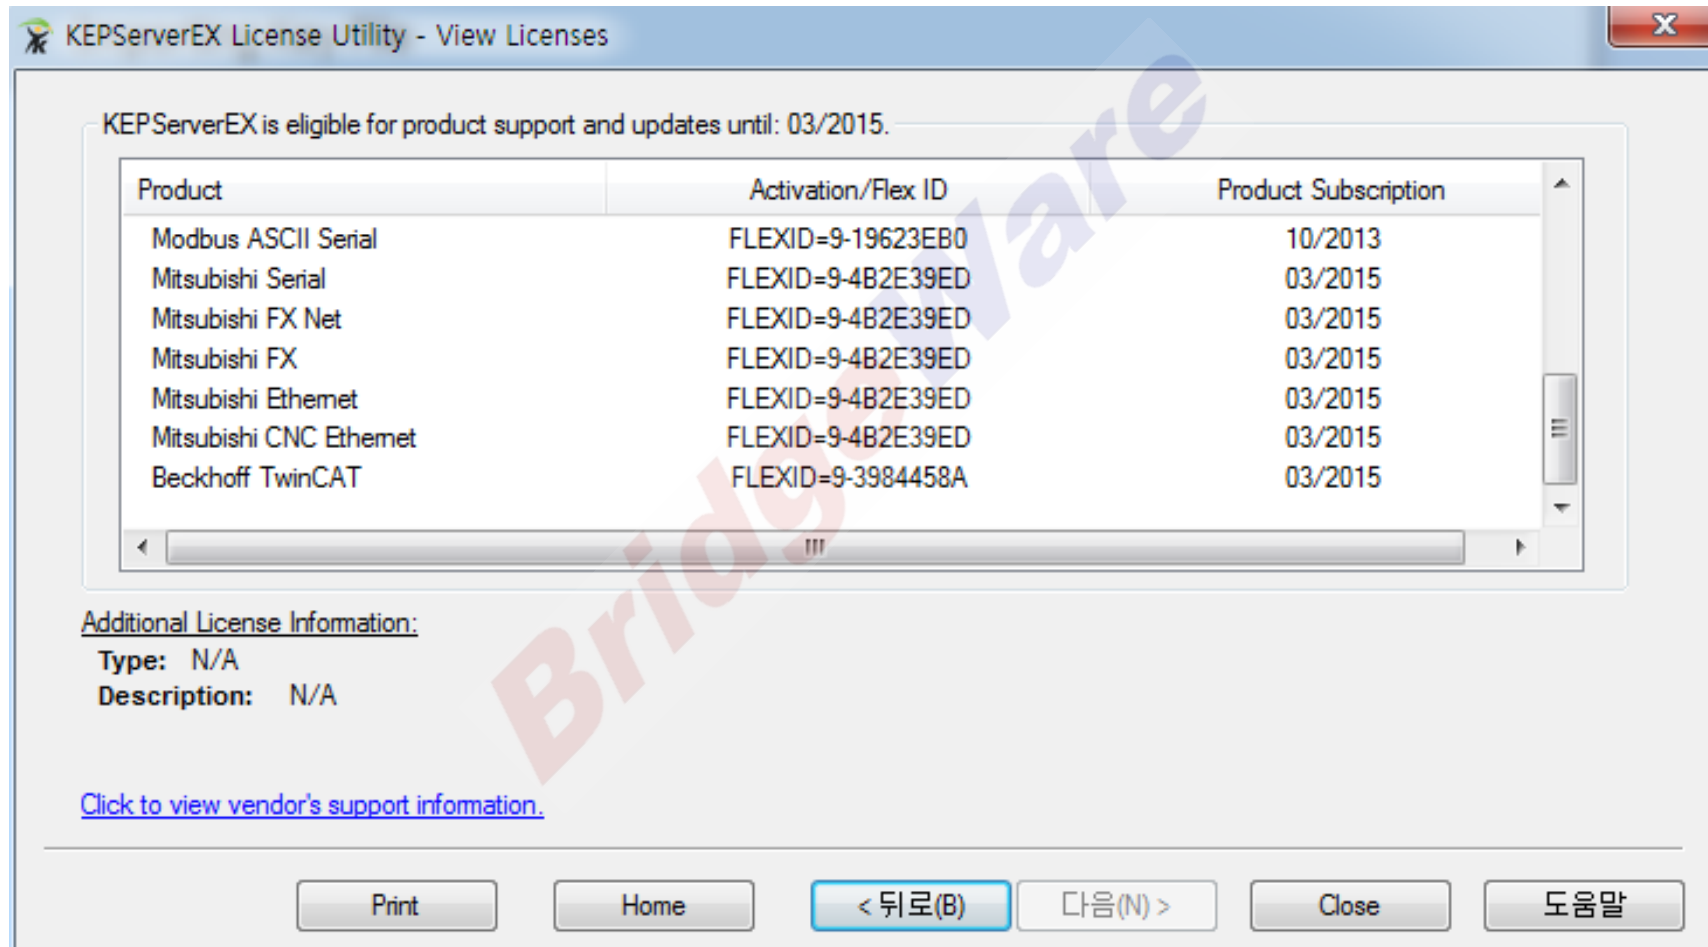 KEPServerEX License Utility - View Licenses
KEPServerEX is eligible for product support and updates until: 03/2015.
Product Activation/Flex ID Product Subscription
Modbus ASCII Serial FLEXID=9-19623EB0 10/2013
Mitsubishi Serial FLEXID=9-4B2E39ED 03/2015
Mitsubishi FX Net FLEXID=9-4B2E39ED 03/2015
Mitsubishi FX FLEXID=9-4B2E39ED 03/2015
Mitsubishi Ethernet FLEXID=9-4B2E39ED 03/2015
Mitsubishi CNC Ethernet FLEXID=9-4B2E39ED 03/2015
Beckhoff TwinCAT FLEXID=9-3984458A 03/2015
BridgeWare
Additional License Information:
Type: N/A
Description: N/A
Click to view vendor's support information.
Print Home < 뒤로(B) 다음(N) > Close 도움말